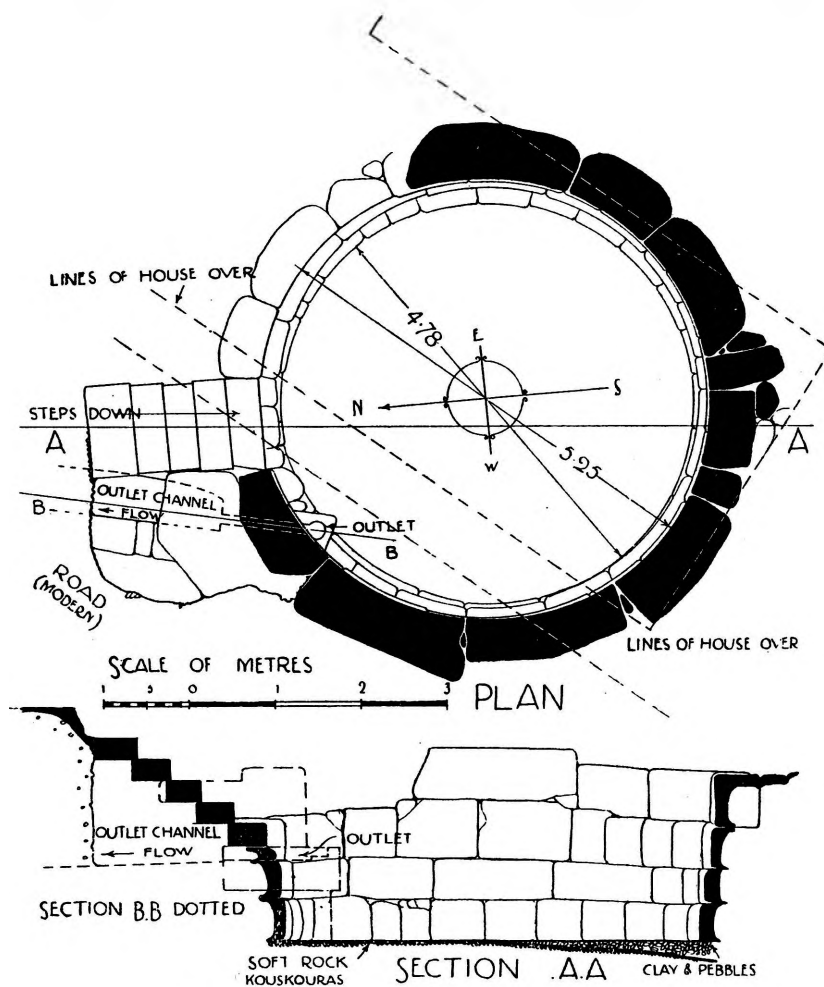 LINES OF HOUSE OVER
4.78
E
N
S
W
STEPS DOWN
A
A
5.25
OUTLET CHANNEL
FLOW
B
OUTLET
B
ROAD
(MODERN)
LINES OF HOUSE OVER
SCALE OF METRES
1 .5 0 1 2 3
PLAN
OUTLET CHANNEL
FLOW
OUTLET
SECTION B.B DOTTED
SOFT ROCK
KOUSKOURAS
SECTION .A.A
CLAY & PEBBLES